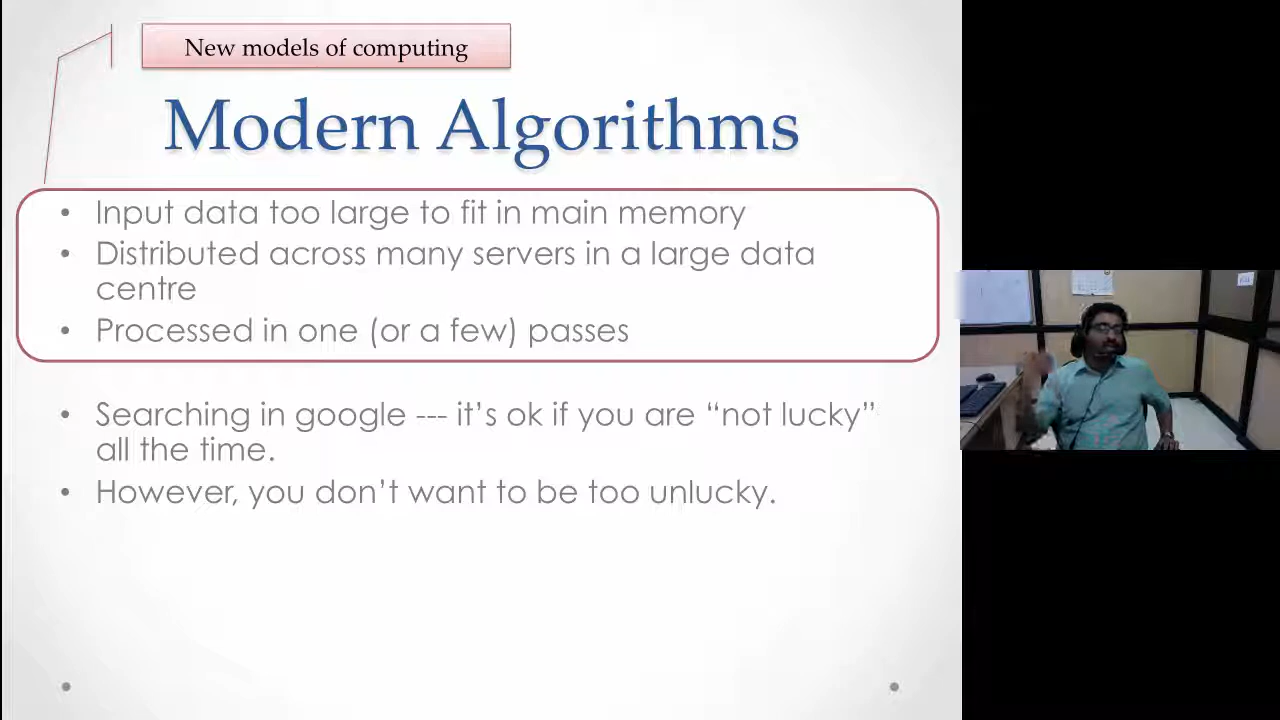 New models of computing
Modern Algorithms
• Input data too large to fit in main memory
• Distributed across many servers in a large data
centre
• Processed in one (or a few) passes
• Searching in google --- it’s ok if you are “not lucky”
all the time.
• However, you don’t want to be too unlucky.